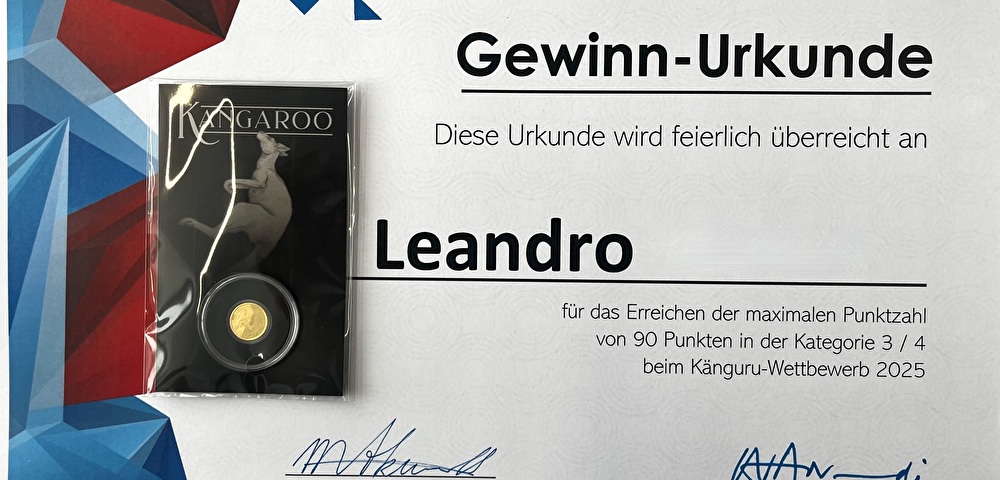 Gewinn-Urkunde
Diese Urkunde wird feierlich überreicht an
KANGAROO
Leandro
für das Erreichen der maximalen Punktzahl
von 90 Punkten in der Kategorie 3 / 4
beim Känguru-Wettbewerb 2025